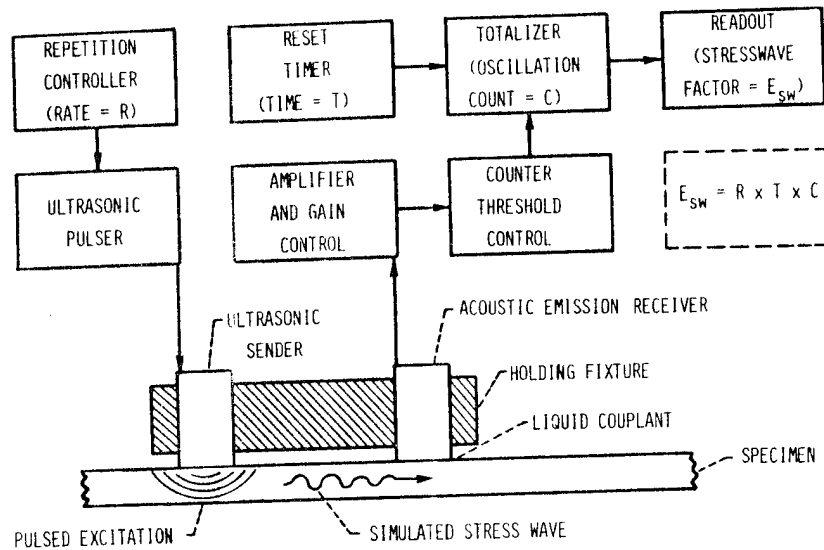 REPETITION
CONTROLLER
(RATE = R)
RESET
TIMER
(TIME = T)
TOTALIZER
(OSCILLATION
COUNT = C)
READOUT
(STRESSWAVE
FACTOR = E_SW)
ULTRASONIC
PULSER
AMPLIFIER
AND GAIN
CONTROL
COUNTER
THRESHOLD
CONTROL
E_SW = R x T x C
ULTRASONIC
SENDER
ACOUSTIC EMISSION RECEIVER
HOLDING FIXTURE
LIQUID COUPLANT
SPECIMEN
PULSED EXCITATION
SIMULATED STRESS WAVE